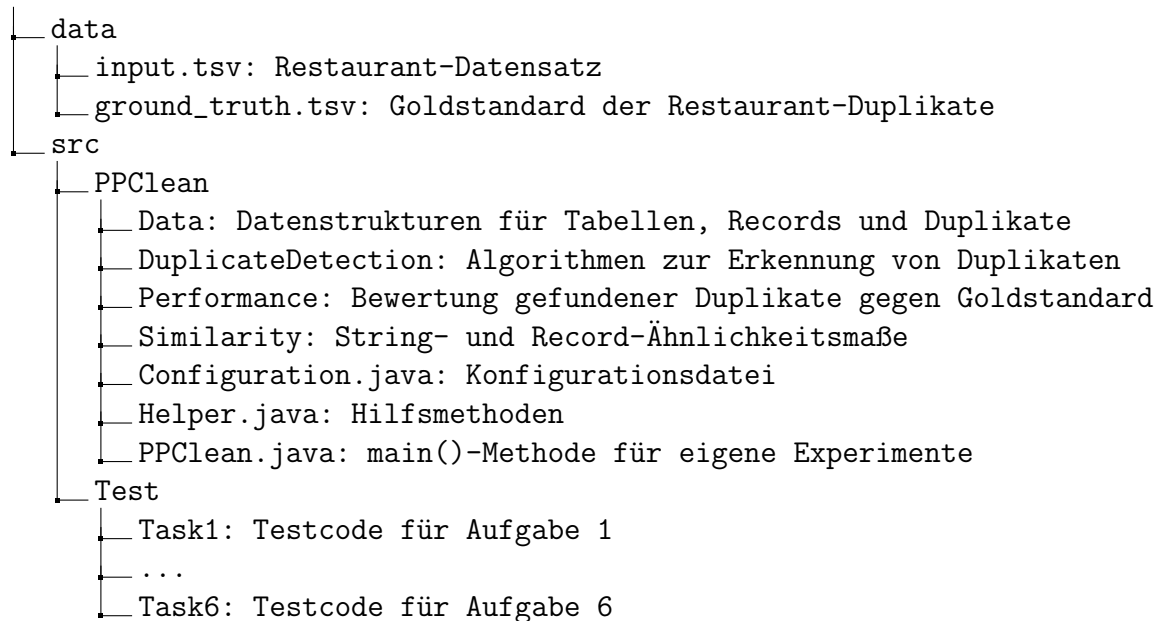 data
input.tsv: Restaurant-Datensatz
ground_truth.tsv: Goldstandard der Restaurant-Duplikate
src
PPClean
Data: Datenstrukturen für Tabellen, Records und Duplikate
DuplicateDetection: Algorithmen zur Erkennung von Duplikaten
Performance: Bewertung gefundener Duplikate gegen Goldstandard
Similarity: String- und Record-Ähnlichkeitsmaße
Configuration.java: Konfigurationsdatei
Helper.java: Hilfsmethoden
PPClean.java: main()-Methode für eigene Experimente
Test
Task1: Testcode für Aufgabe 1
...
Task6: Testcode für Aufgabe 6